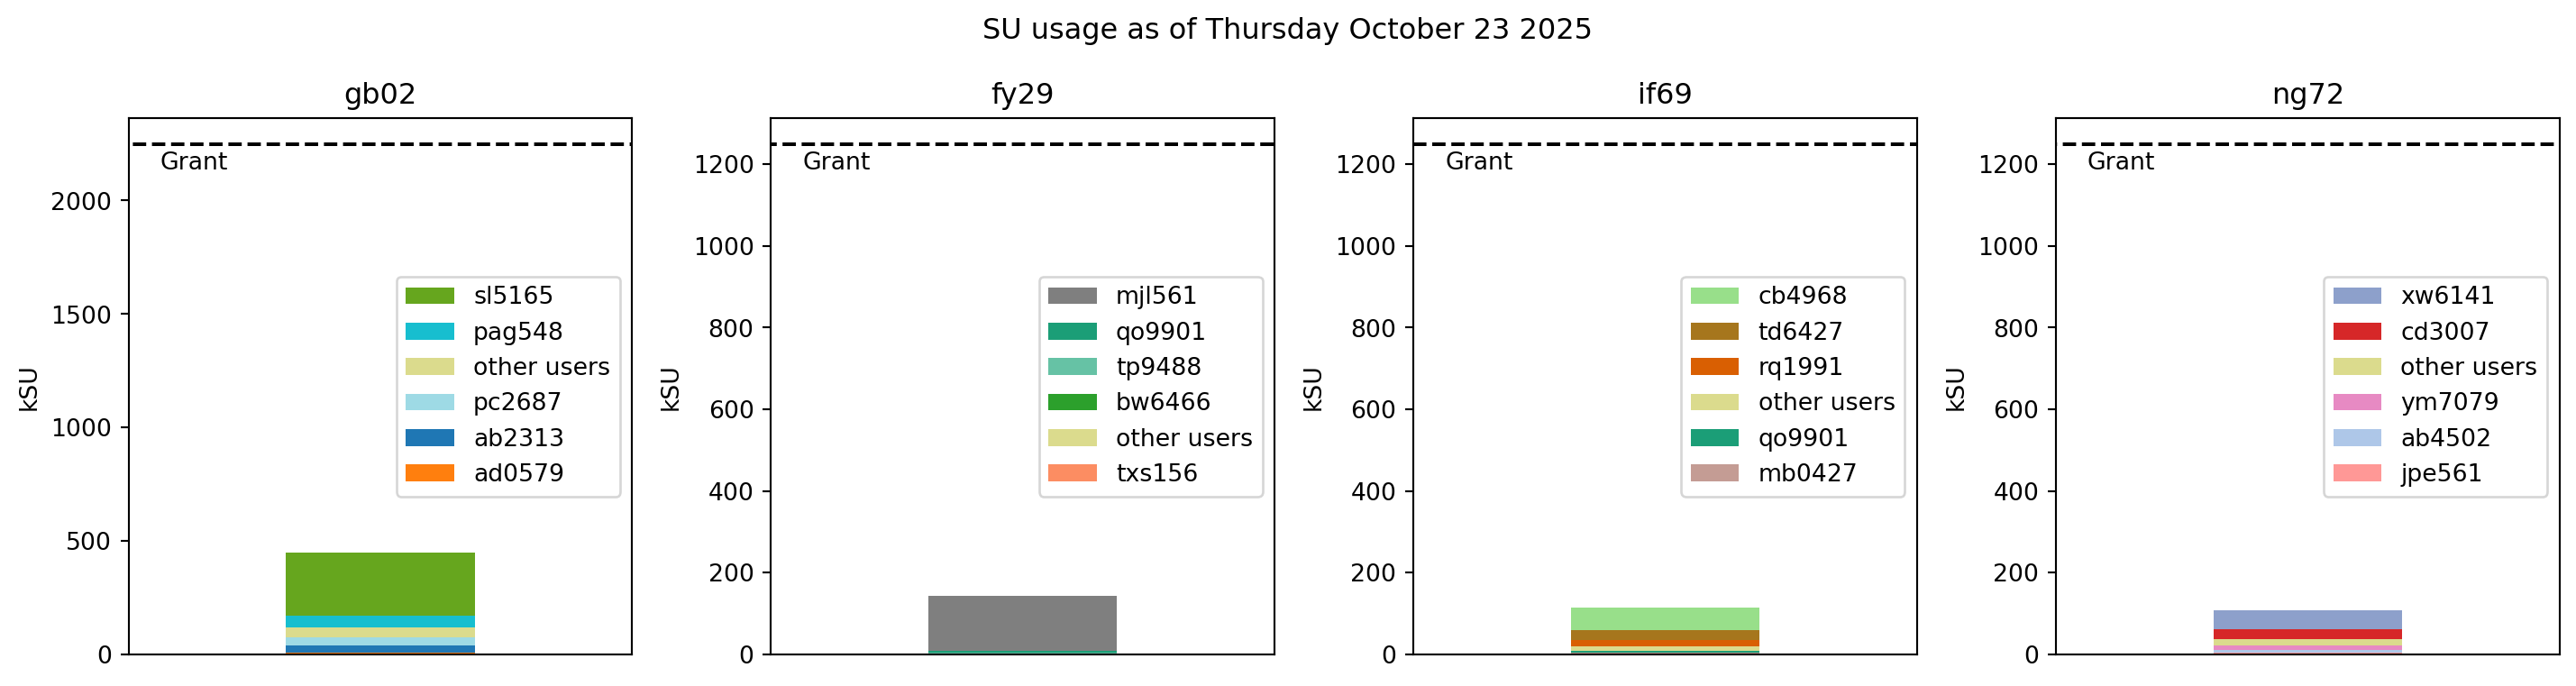 SU usage as of Thursday October 23 2025
gb02
Grant
2000
1500
1000
500
0
kSU
sl5165
pag548
other users
pc2687
ab2313
ad0579
fy29
Grant
1200
1000
800
600
400
200
0
kSU
mjl561
qo9901
tp9488
bw6466
other users
txs156
if69
Grant
1200
1000
800
600
400
200
0
kSU
cb4968
td6427
rq1991
other users
qo9901
mb0427
ng72
Grant
1200
1000
800
600
400
200
0
kSU
xw6141
cd3007
other users
ym7079
ab4502
jpe561